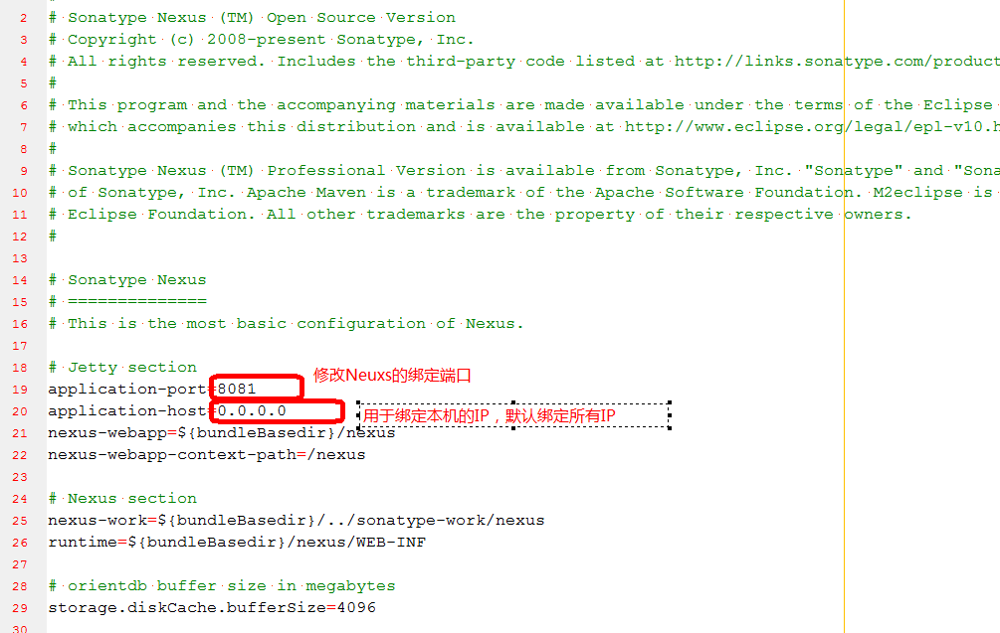 2 # Sonatype Nexus (TM) Open Source Version
3 # Copyright (c) 2008-present Sonatype, Inc.
4 # All rights reserved. Includes the third-party code listed at http://links.sonatype.com/product
5 #
6 # This program and the accompanying materials are made available under the terms of the Eclipse
7 # which accompanies this distribution and is available at http://www.eclipse.org/legal/epl-v10.h
8 #
9 # Sonatype Nexus (TM) Professional Version is available from Sonatype, Inc. "Sonatype" and "Sona
10 # of Sonatype, Inc. Apache Maven is a trademark of the Apache Software Foundation. M2eclipse is
11 # Eclipse Foundation. All other trademarks are the property of their respective owners.
12 #
13
14 # Sonatype Nexus
15 # ==============
16 # This is the most basic configuration of Nexus.
17
18 # Jetty section
19 application-port=8081 修改Neuxs的绑定端口
20 application-host=0.0.0.0 用于绑定本机的IP，默认绑定所有IP
21 nexus-webapp=${bundleBasedir}/nexus
22 nexus-webapp-context-path=/nexus
23
24 # Nexus section
25 nexus-work=${bundleBasedir}/../sonatype-work/nexus
26 runtime=${bundleBasedir}/nexus/WEB-INF
27
28 # orientdb buffer size in megabytes
29 storage.diskCache.bufferSize=4096
30